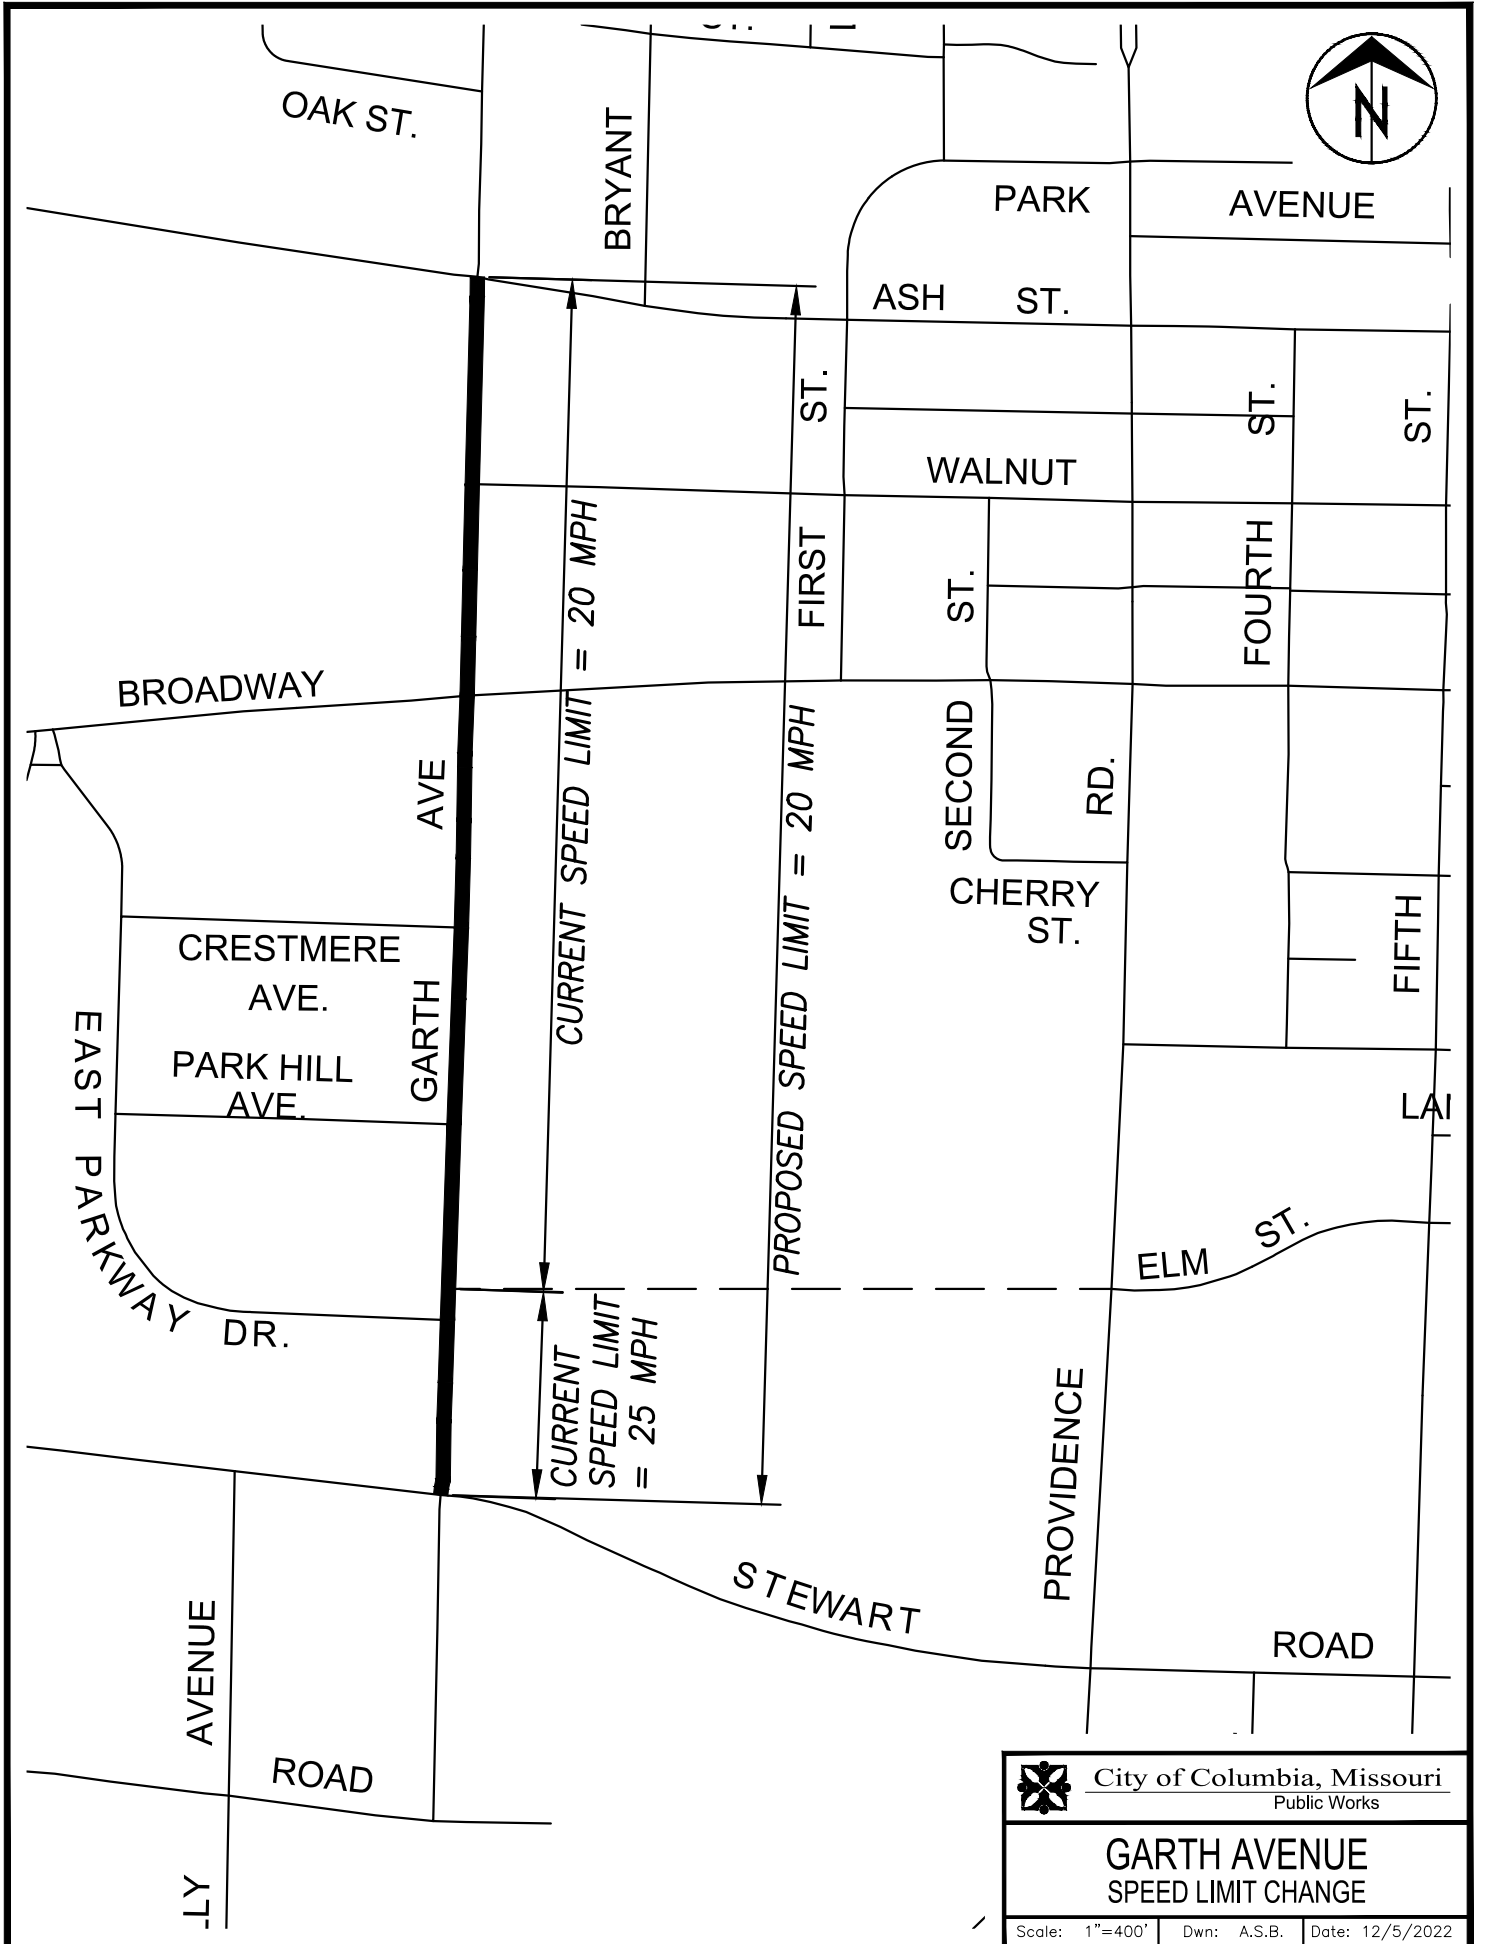 OAK ST.
BRYANT
N
PARK AVENUE
ASH ST.
FIRST ST.
WALNUT
FOURTH ST.
FIFTH ST.
SECOND ST.
BROADWAY
GARTH AVE
CURRENT SPEED LIMIT = 20 MPH
PROPOSED SPEED LIMIT = 20 MPH
CHERRY
ST.
CRESTMERE
AVE.
PARK HILL
AVE.
EAST PARKWAY DR.
ELM ST.
CURRENT
SPEED LIMIT
= 25 MPH
PROVIDENCE RD.
STEWART ROAD
AVENUE
ROAD
City of Columbia, Missouri
Public Works
GARTH AVENUE
SPEED LIMIT CHANGE
Scale: 1"=400' Dwn: A.S.B. Date: 12/5/2022